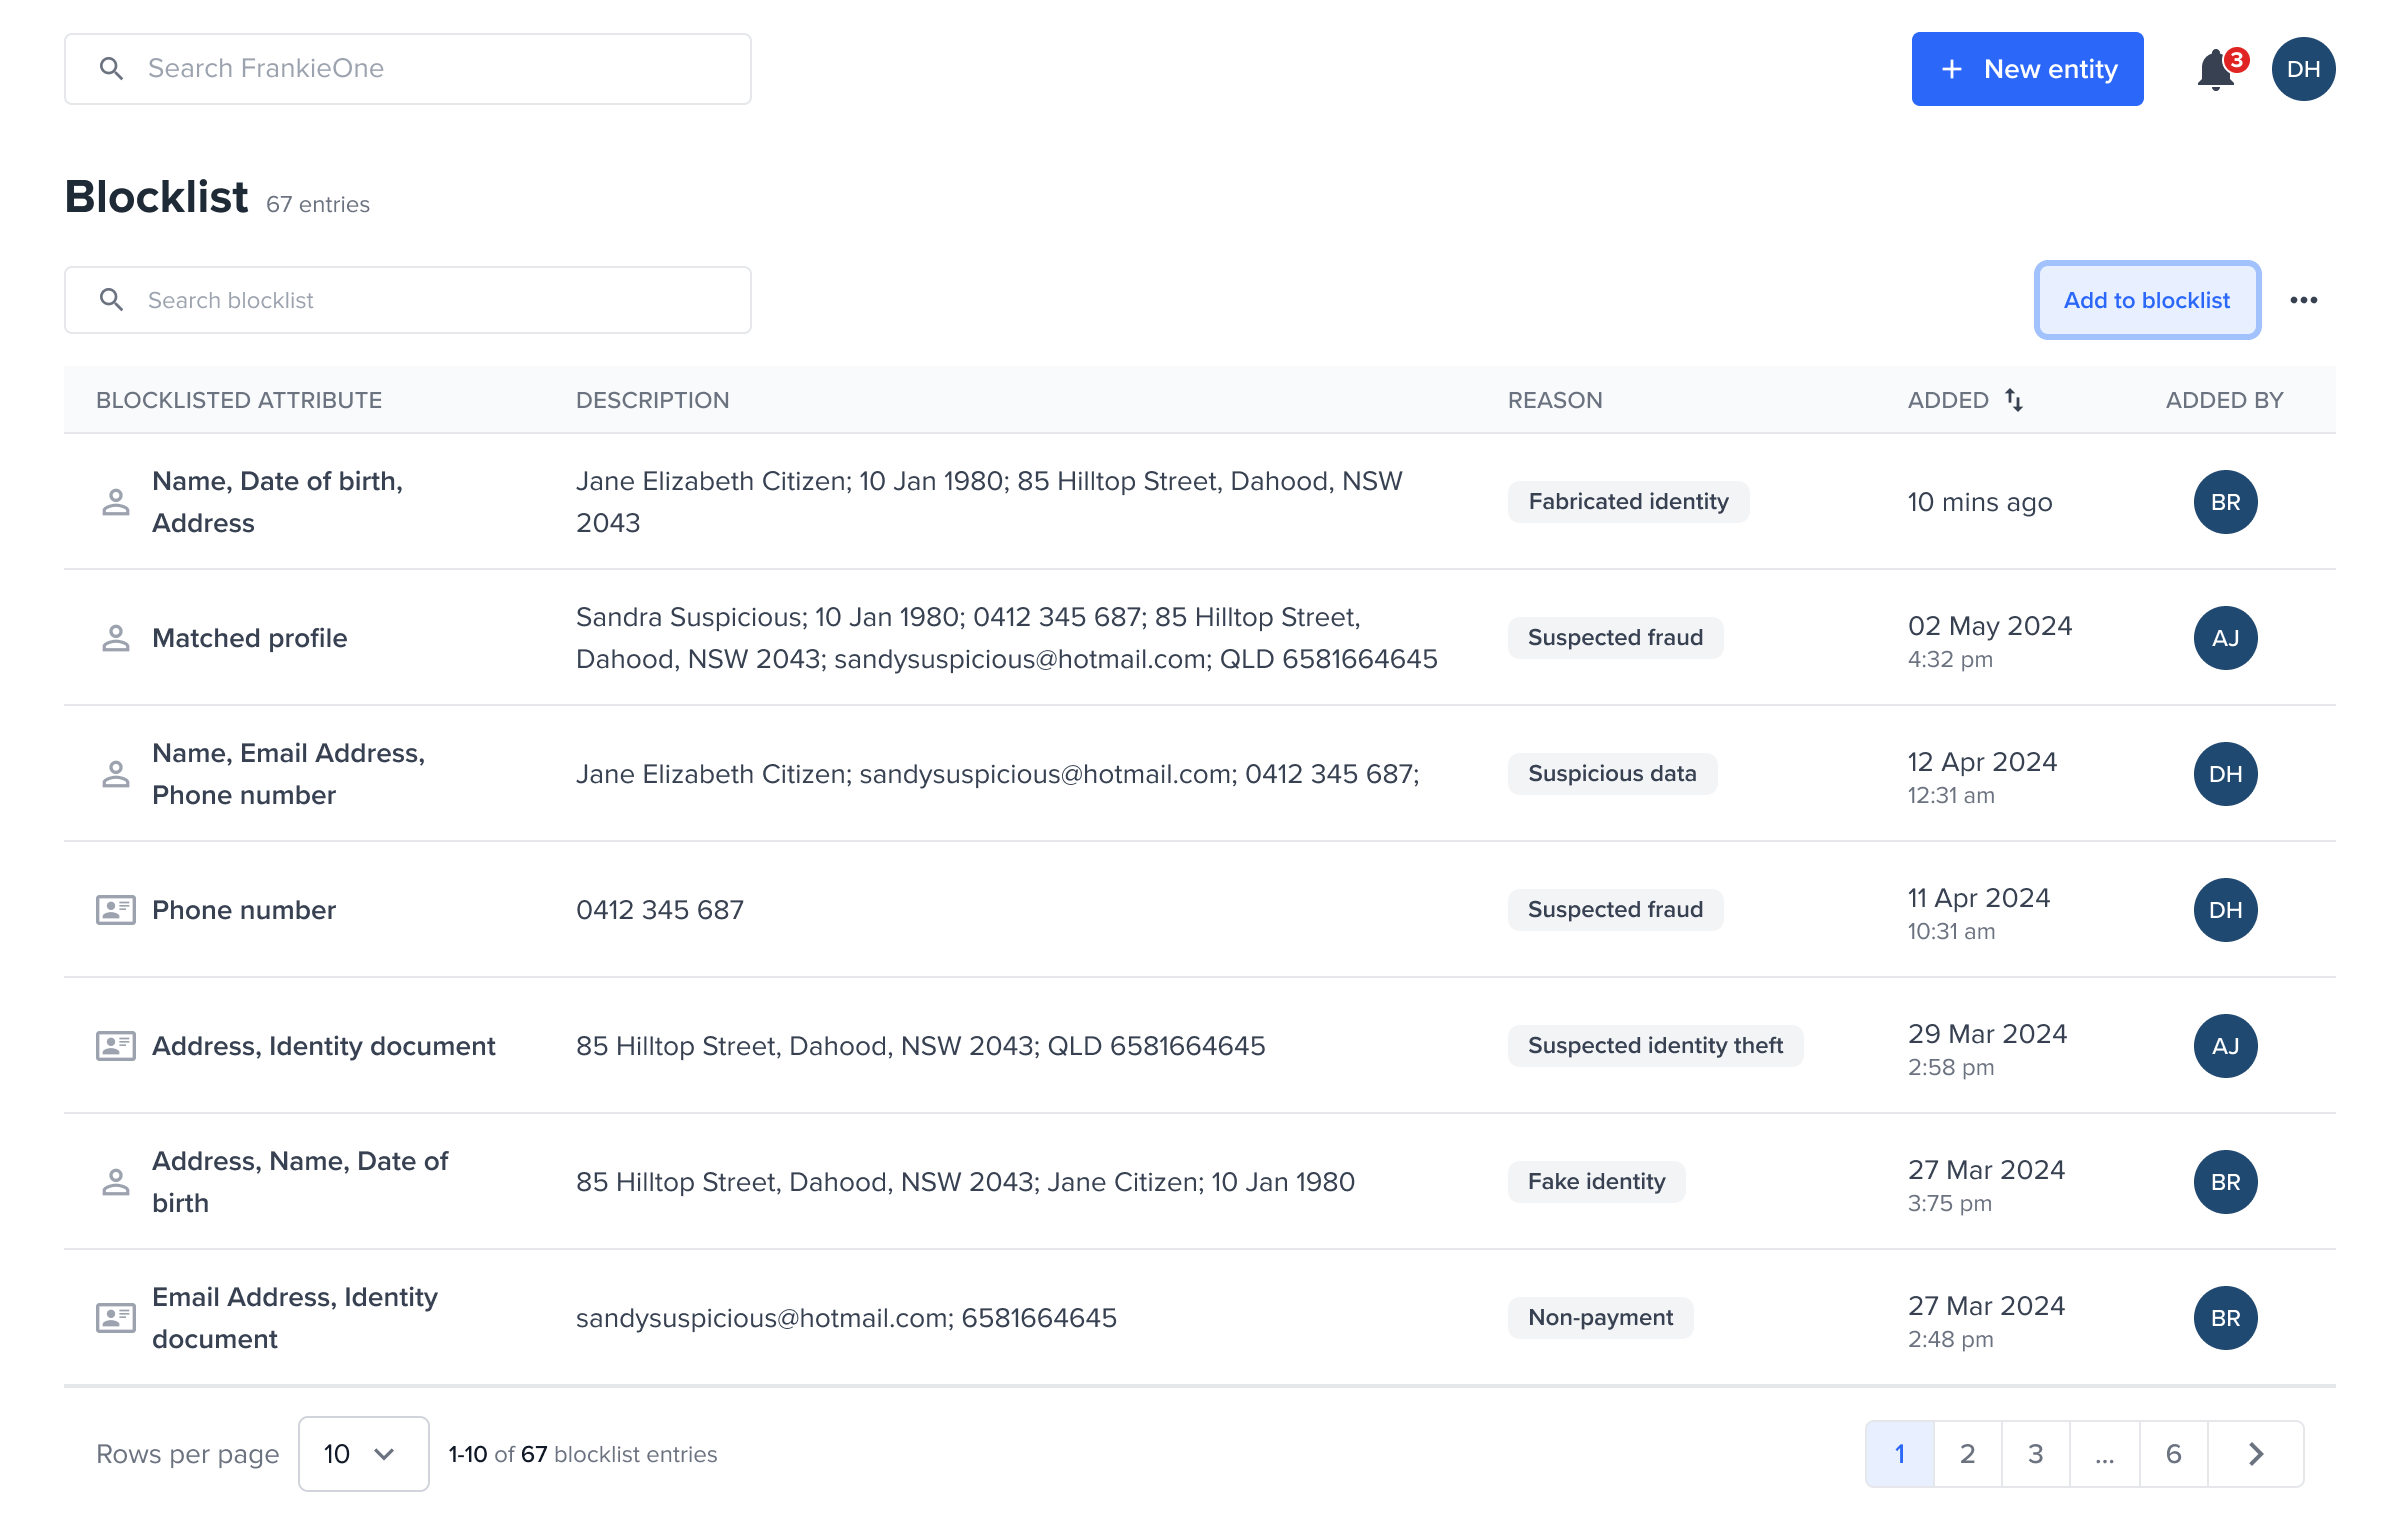 Search FrankieOne
+ New entity
3
DH
Blocklist 67 entries
Search blocklist
Add to blocklist
BLOCKLISTED ATTRIBUTE DESCRIPTION REASON ADDED ADDED BY
Name, Date of birth,
Address
Jane Elizabeth Citizen; 10 Jan 1980; 85 Hilltop Street, Dahood, NSW
2043
Fabricated identity
10 mins ago
BR
Matched profile
Sandra Suspicious; 10 Jan 1980; 0412 345 687; 85 Hilltop Street,
Dahood, NSW 2043; sandysuspicious@hotmail.com; QLD 6581664645
Suspected fraud
02 May 2024
4:32 pm
AJ
Name, Email Address,
Phone number
Jane Elizabeth Citizen; sandysuspicious@hotmail.com; 0412 345 687;
Suspicious data
12 Apr 2024
12:31 am
DH
Phone number
0412 345 687
Suspected fraud
11 Apr 2024
10:31 am
DH
Address, Identity document
85 Hilltop Street, Dahood, NSW 2043; QLD 6581664645
Suspected identity theft
29 Mar 2024
2:58 pm
AJ
Address, Name, Date of
birth
85 Hilltop Street, Dahood, NSW 2043; Jane Citizen; 10 Jan 1980
Fake identity
27 Mar 2024
3:75 pm
BR
Email Address, Identity
document
sandysuspicious@hotmail.com; 6581664645
Non-payment
27 Mar 2024
2:48 pm
BR
Rows per page 10 1-10 of 67 blocklist entries
1 2 3 ... 6